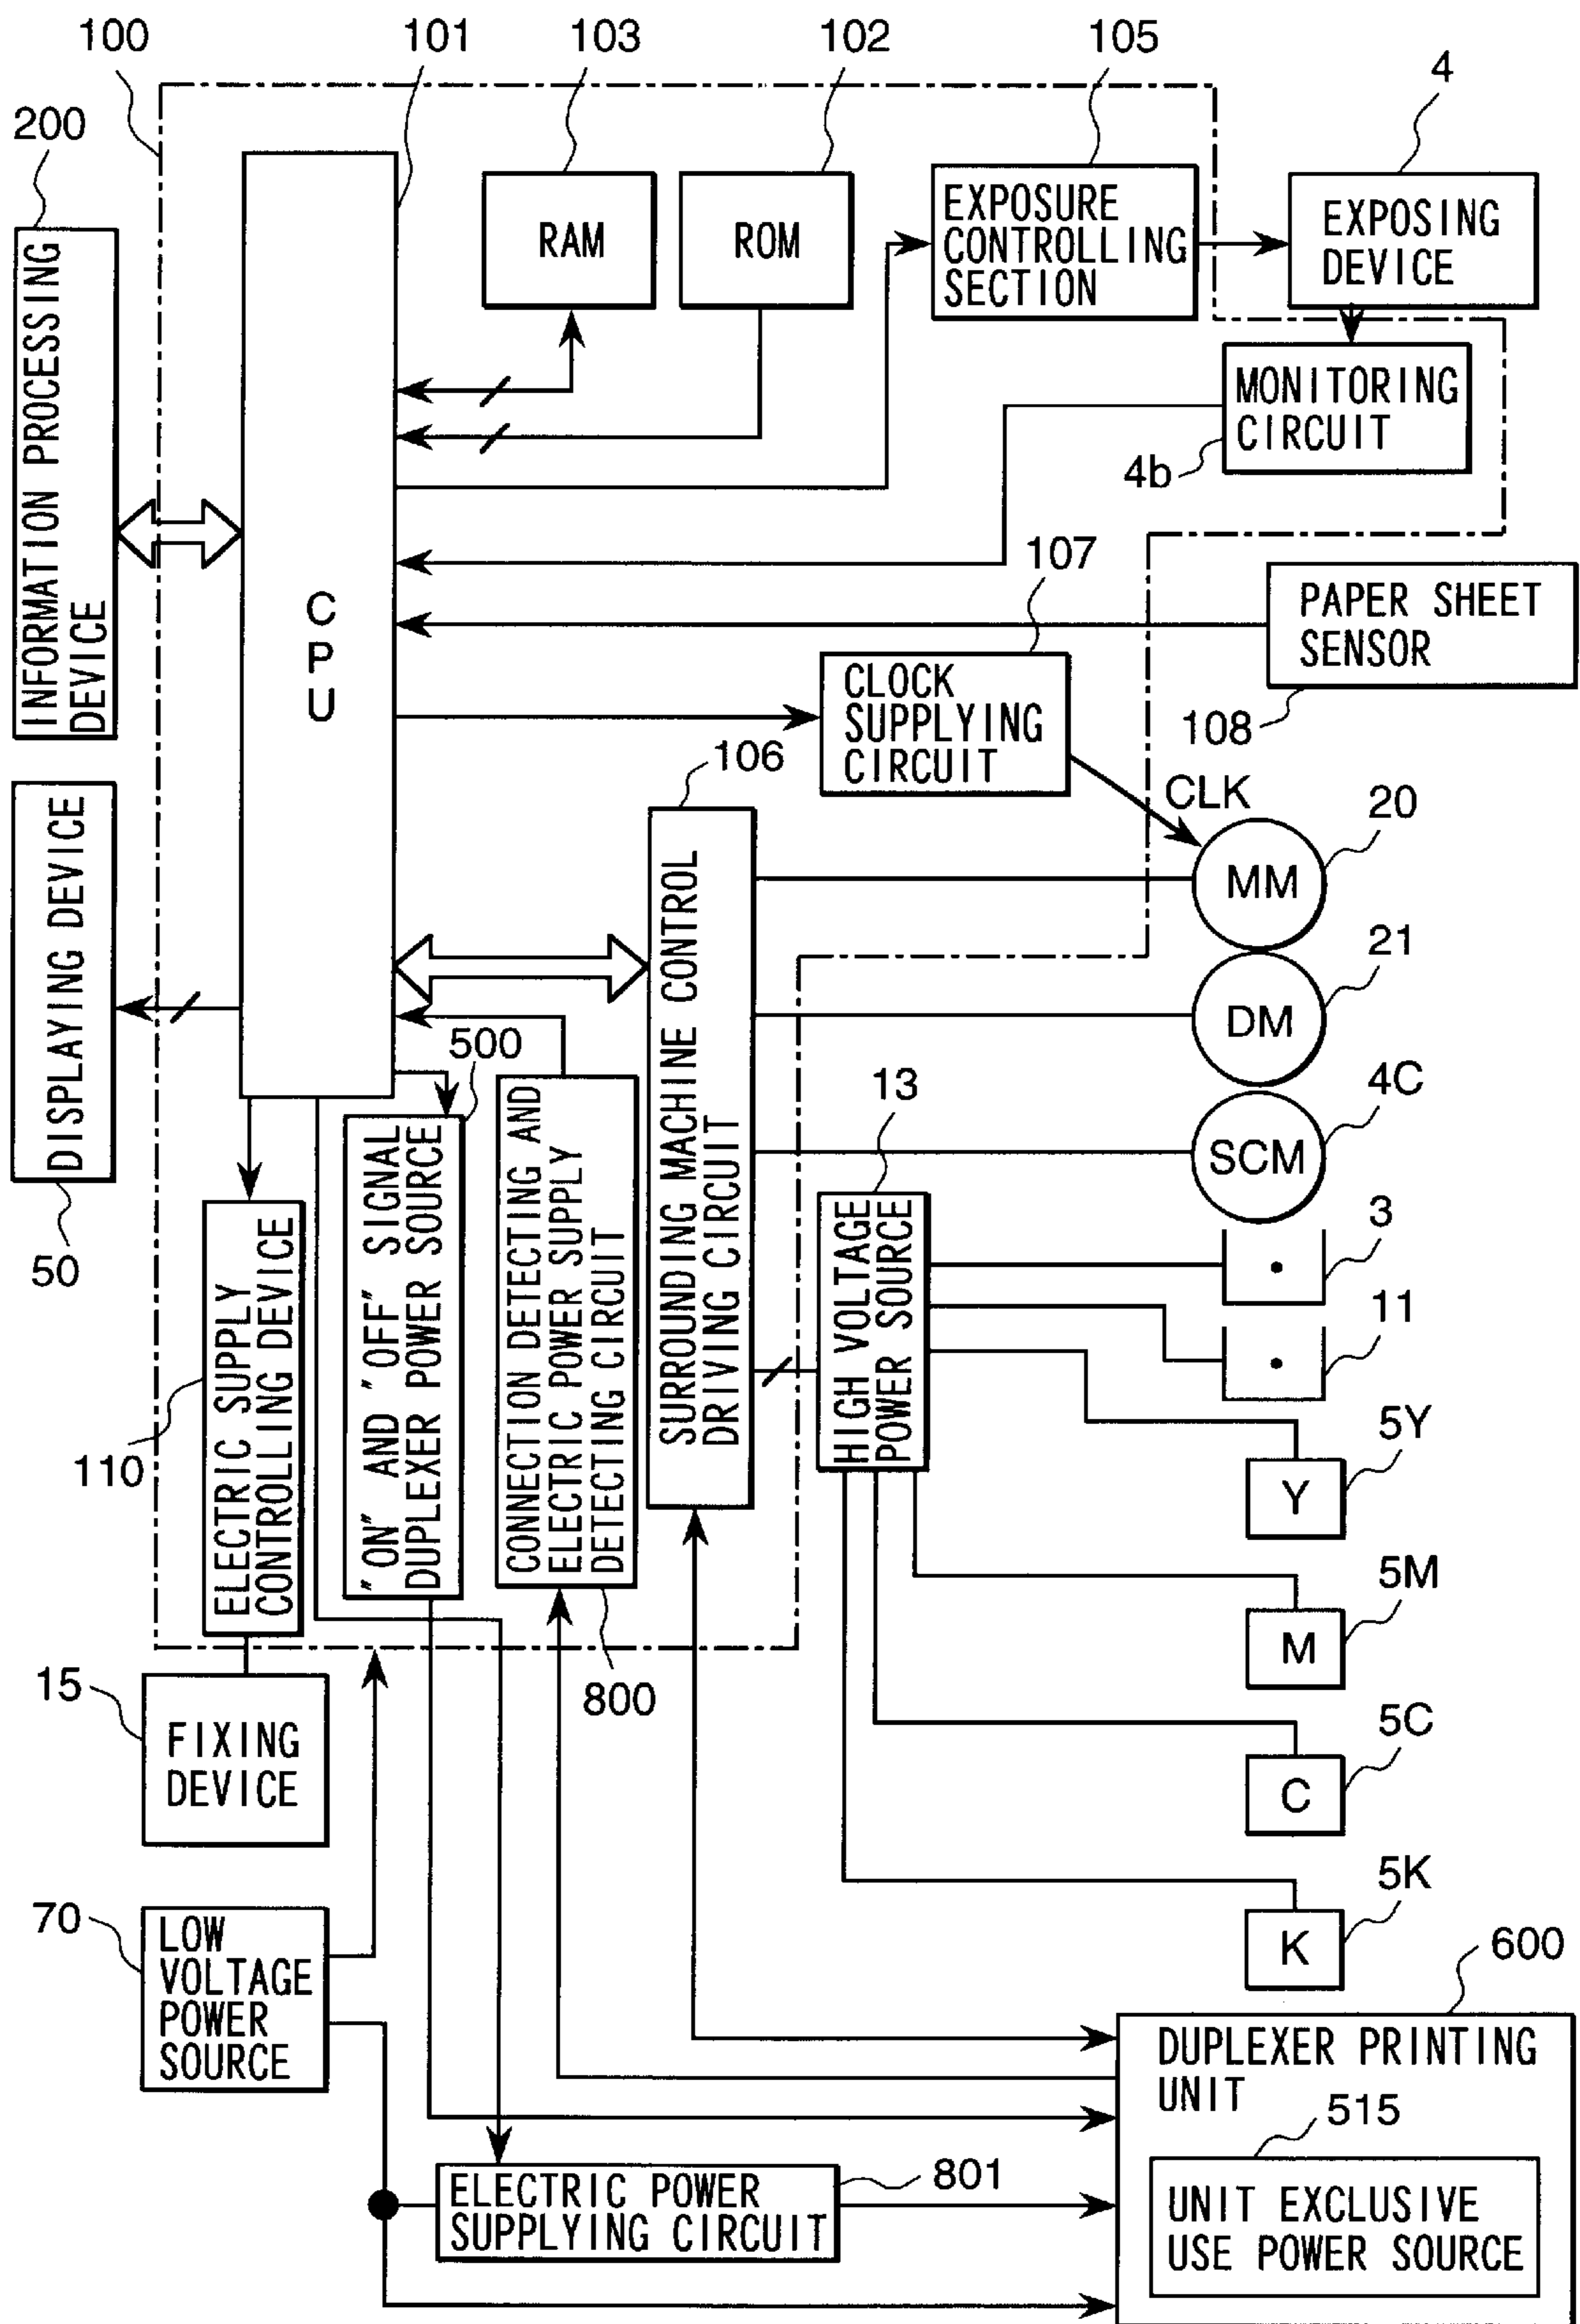 100
101
103
102
105
4
200
RAM
ROM
EXPOSURE
CONTROLLING
SECTION
EXPOSING
DEVICE
INFORMATION PROCESSING
DEVICE
MONITORING
CIRCUIT
4b
107
C
P
U
PAPER SHEET
SENSOR
108
CLOCK
SUPPLYING
CIRCUIT
106
CLK
20
MM
DISPLAYING DEVICE
50
SURROUNDING MACHINE CONTROL
DRIVING CIRCUIT
21
DM
500
13
4C
SCM
"ON" AND "OFF" SIGNAL
DUPLEXER POWER SOURCE
CONNECTION DETECTING AND
ELECTRIC POWER SUPPLY
DETECTING CIRCUIT
HIGH VOLTAGE
POWER SOURCE
3
11
ELECTRIC SUPPLY
CONTROLLING DEVICE
110
5Y
Y
5M
M
15
FIXING
DEVICE
800
5C
C
5K
K
70
LOW
VOLTAGE
POWER
SOURCE
600
DUPLEXER PRINTING
UNIT
515
UNIT EXCLUSIVE
USE POWER SOURCE
801
ELECTRIC POWER
SUPPLYING CIRCUIT